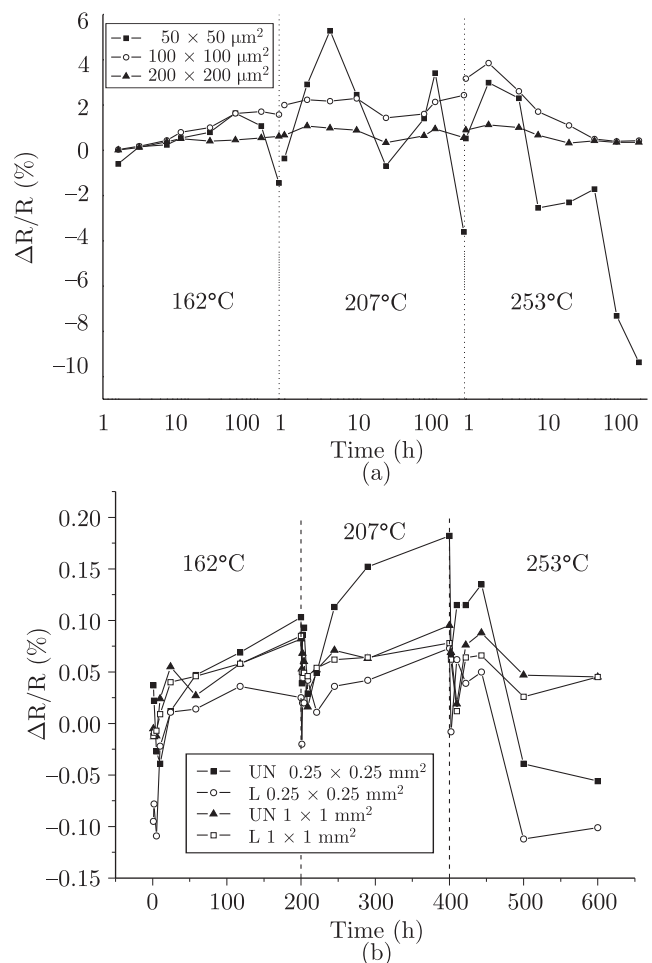 6
4
2
0
−2
−4
−6
−8
−10
ΔR/R (%)
50 × 50 μm²
100 × 100 μm²
200 × 200 μm²
162°C
207°C
253°C
1 10 100 1 10 100 1 10 100
Time (h)
(a)
0.20
0.15
0.10
0.05
0.00
−0.05
−0.10
−0.15
ΔR/R (%)
162°C
207°C
253°C
UN 0.25 × 0.25 mm²
L 0.25 × 0.25 mm²
UN 1 × 1 mm²
L 1 × 1 mm²
0 100 200 300 400 500 600
Time (h)
(b)